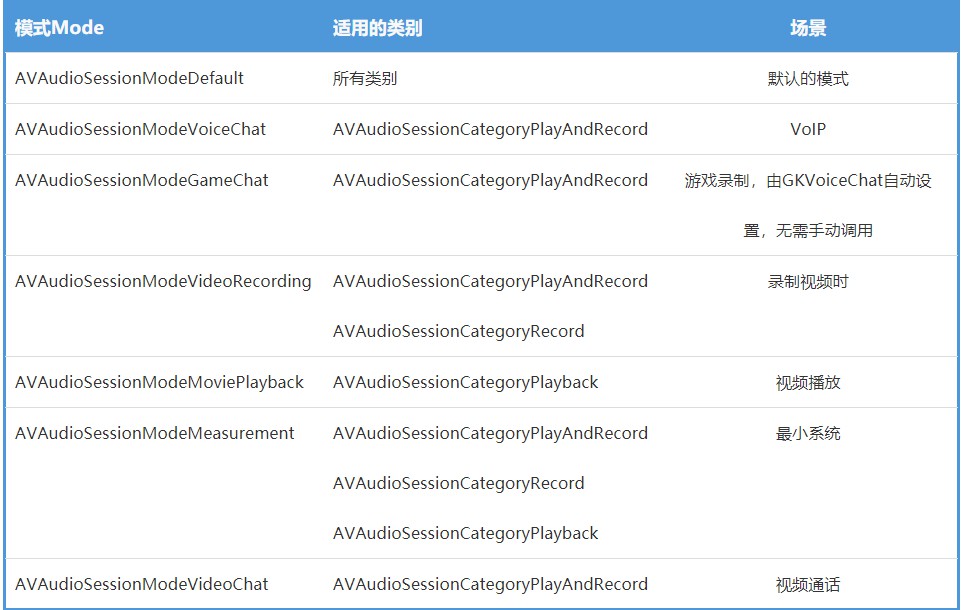 模式Mode 适用的类别 场景
AVAudioSessionModeDefault 所有类别 默认的模式
AVAudioSessionModeVoiceChat AVAudioSessionCategoryPlayAndRecord VoIP
AVAudioSessionModeGameChat AVAudioSessionCategoryPlayAndRecord 游戏录制，由GKVoiceChat自动设
置，无需手动调用
AVAudioSessionModeVideoRecording AVAudioSessionCategoryPlayAndRecord 录制视频时
AVAudioSessionCategoryRecord
AVAudioSessionModeMoviePlayback AVAudioSessionCategoryPlayback 视频播放
AVAudioSessionModeMeasurement AVAudioSessionCategoryPlayAndRecord 最小系统
AVAudioSessionCategoryRecord
AVAudioSessionCategoryPlayback
AVAudioSessionModeVideoChat AVAudioSessionCategoryPlayAndRecord 视频通话